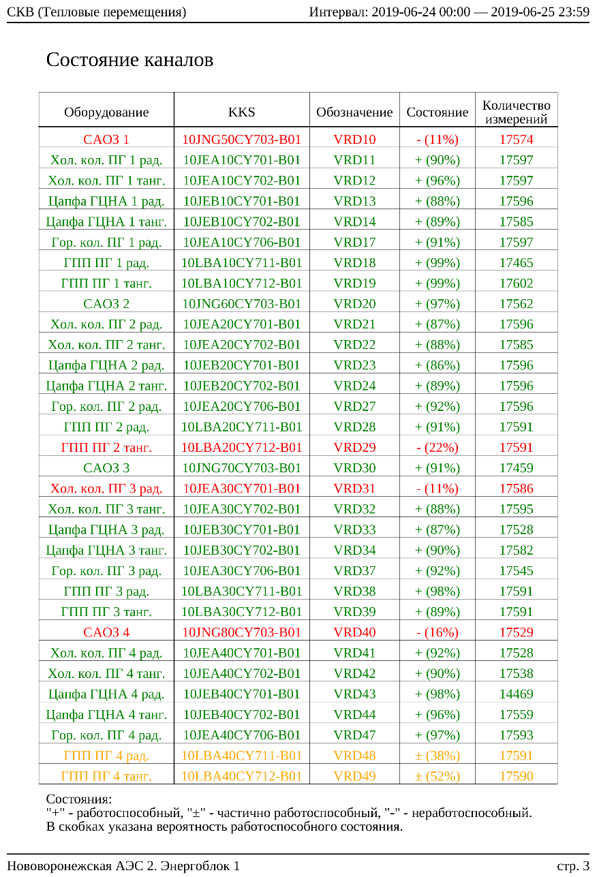 СКВ (Тепловые перемещения) Интервал: 2019-06-24 00:00 — 2019-06-25 23:59
Состояние каналов
Оборудование KKS Обозначение Состояние Количество измерений
САОЗ 1 10JNG50CY703-B01 VRD10 - (11%) 17574
Хол. кол. ПГ 1 рад. 10JEA10CY701-B01 VRD11 + (90%) 17597
Хол. кол. ПГ 1 танг. 10JEA10CY702-B01 VRD12 + (96%) 17597
Цапфа ГЦНА 1 рад. 10JEB10CY701-B01 VRD13 + (88%) 17596
Цапфа ГЦНА 1 танг. 10JEB10CY702-B01 VRD14 + (89%) 17585
Гор. кол. ПГ 1 рад. 10JEA10CY706-B01 VRD17 + (91%) 17597
ГПП ПГ 1 рад. 10LBA10CY711-B01 VRD18 + (99%) 17465
ГПП ПГ 1 танг. 10LBA10CY712-B01 VRD19 + (99%) 17602
САОЗ 2 10JNG60CY703-B01 VRD20 + (97%) 17562
Хол. кол. ПГ 2 рад. 10JEA20CY701-B01 VRD21 + (87%) 17596
Хол. кол. ПГ 2 танг. 10JEA20CY702-B01 VRD22 + (88%) 17585
Цапфа ГЦНА 2 рад. 10JEB20CY701-B01 VRD23 + (86%) 17596
Цапфа ГЦНА 2 танг. 10JEB20CY702-B01 VRD24 + (89%) 17596
Гор. кол. ПГ 2 рад. 10JEA20CY706-B01 VRD27 + (92%) 17596
ГПП ПГ 2 рад. 10LBA20CY711-B01 VRD28 + (91%) 17591
ГПП ПГ 2 танг. 10LBA20CY712-B01 VRD29 - (22%) 17591
САОЗ 3 10JNG70CY703-B01 VRD30 + (91%) 17459
Хол. кол. ПГ 3 рад. 10JEA30CY701-B01 VRD31 - (11%) 17586
Хол. кол. ПГ 3 танг. 10JEA30CY702-B01 VRD32 + (88%) 17595
Цапфа ГЦНА 3 рад. 10JEB30CY701-B01 VRD33 + (87%) 17528
Цапфа ГЦНА 3 танг. 10JEB30CY702-B01 VRD34 + (90%) 17582
Гор. кол. ПГ 3 рад. 10JEA30CY706-B01 VRD37 + (92%) 17545
ГПП ПГ 3 рад. 10LBA30CY711-B01 VRD38 + (98%) 17591
ГПП ПГ 3 танг. 10LBA30CY712-B01 VRD39 + (89%) 17591
САОЗ 4 10JNG80CY703-B01 VRD40 - (16%) 17529
Хол. кол. ПГ 4 рад. 10JEA40CY701-B01 VRD41 + (92%) 17528
Хол. кол. ПГ 4 танг. 10JEA40CY702-B01 VRD42 + (90%) 17538
Цапфа ГЦНА 4 рад. 10JEB40CY701-B01 VRD43 + (98%) 14469
Цапфа ГЦНА 4 танг. 10JEB40CY702-B01 VRD44 + (96%) 17559
Гор. кол. ПГ 4 рад. 10JEA40CY706-B01 VRD47 + (97%) 17593
ГПП ПГ 4 рад. 10LBA40CY711-B01 VRD48 ± (38%) 17591
ГПП ПГ 4 танг. 10LBA40CY712-B01 VRD49 ± (52%) 17590
Состояния:
"+" - работоспособный, "±" - частично работоспособный, "-" - неработоспособный.
В скобках указана вероятность работоспособного состояния.
Нововоронежская АЭС 2. Энергоблок 1 стр. 3